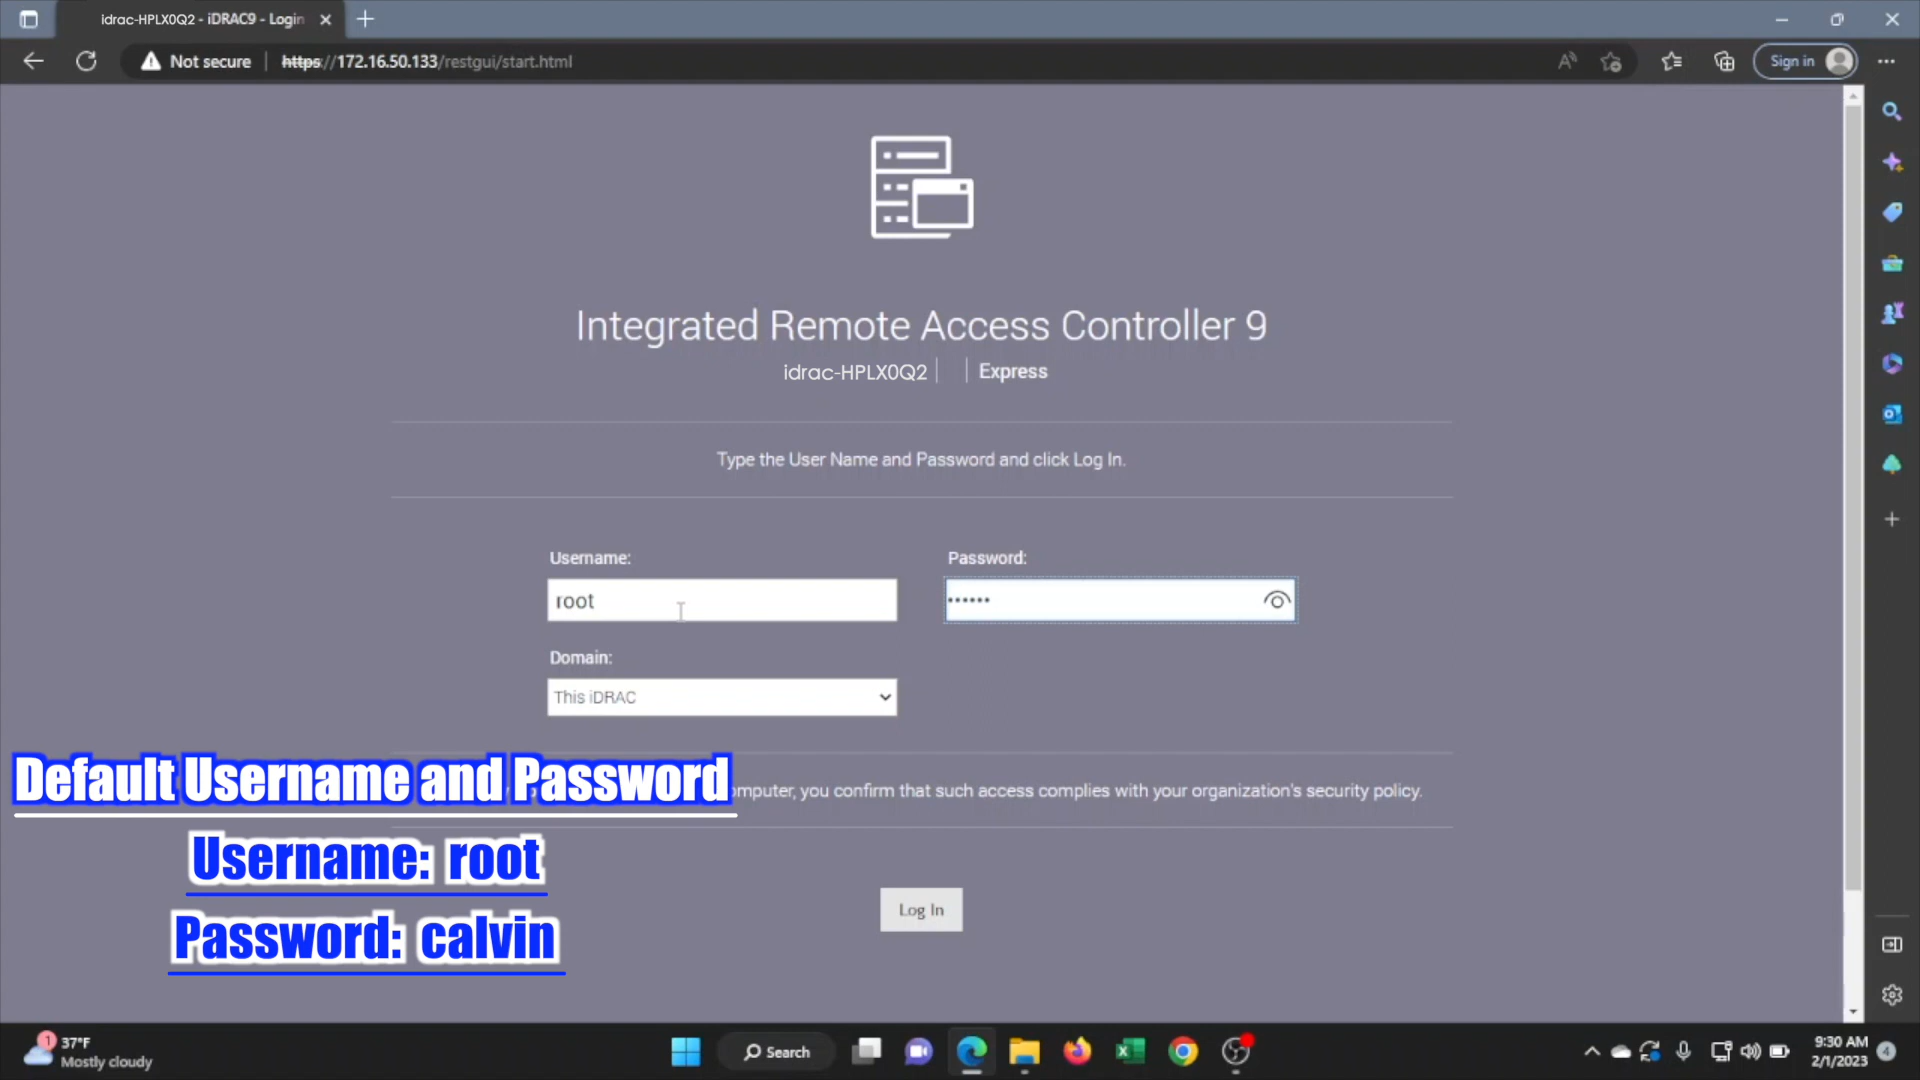 idrac-HPLX0Q2 - iDRAC9 - Login
Not secure
https://172.16.50.133/restgui/start.html
Sign in
Integrated Remote Access Controller 9
idrac-HPLX0Q2 | | Express
Type the User Name and Password and click Log In.
Username:
Password:
root
••••••
Domain:
This iDRAC
omputer, you confirm that such access complies with your organization's security policy.
Default Username and Password
Username: root
Password: calvin
Log In
1
37°F
Mostly cloudy
Search
9:30 AM
2/1/2023
4